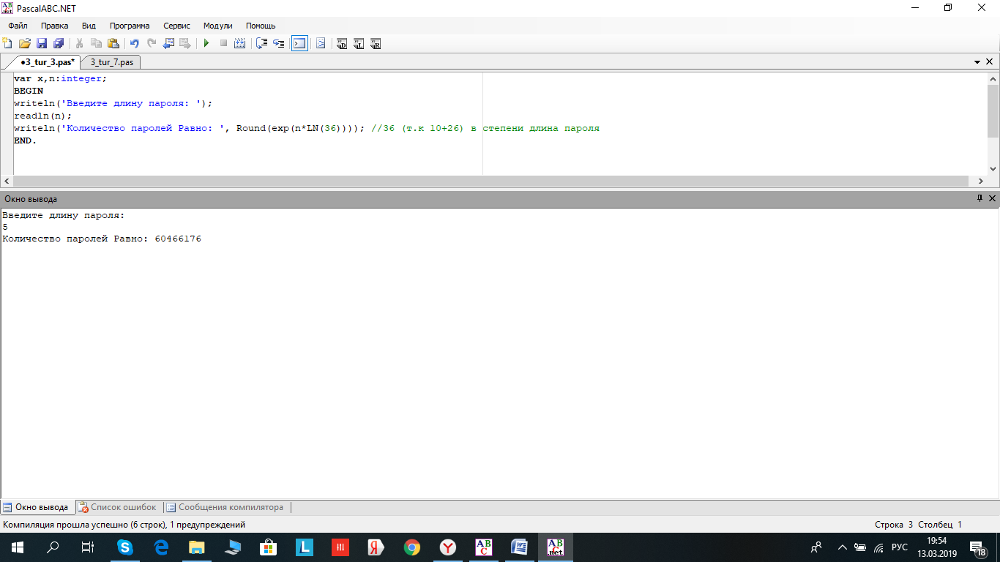 PascalABC.NET
Файл Правка Вид Программа Сервис Модули Помощь
•3_tur_3.pas* 3_tur_7.pas
var x,n:integer;
BEGIN
writeln('Введите длину пароля: ');
readln(n);
writeln('Количество паролей Равно: ', Round(exp(n*LN(36)))); //36 (т.к 10+26) в степени длина пароля
END.
Окно вывода
Введите длину пароля:
5
Количество паролей Равно: 60466176
Окно вывода Список ошибок Сообщения компилятора
Компиляция прошла успешно (6 строк), 1 предупреждений Строка 3 Столбец 1
РУС 19:54
13.03.2019 18